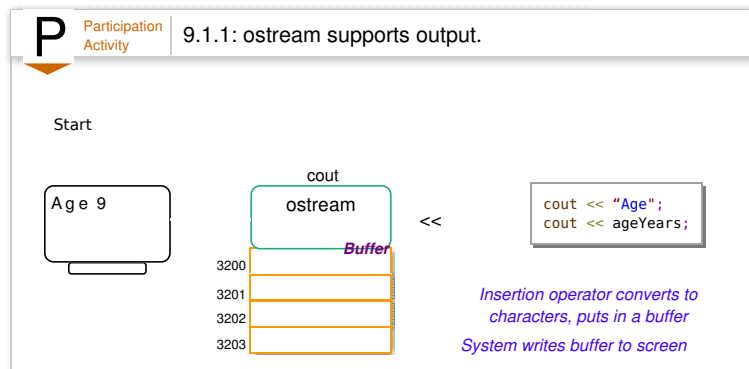 P
Participation
Activity
9.1.1: ostream supports output.
Start
Age 9
cout
ostream
Buffer
3200
3201
3202
3203
<<
cout << “Age";
cout << ageYears;
Insertion operator converts to
characters, puts in a buffer
System writes buffer to screen